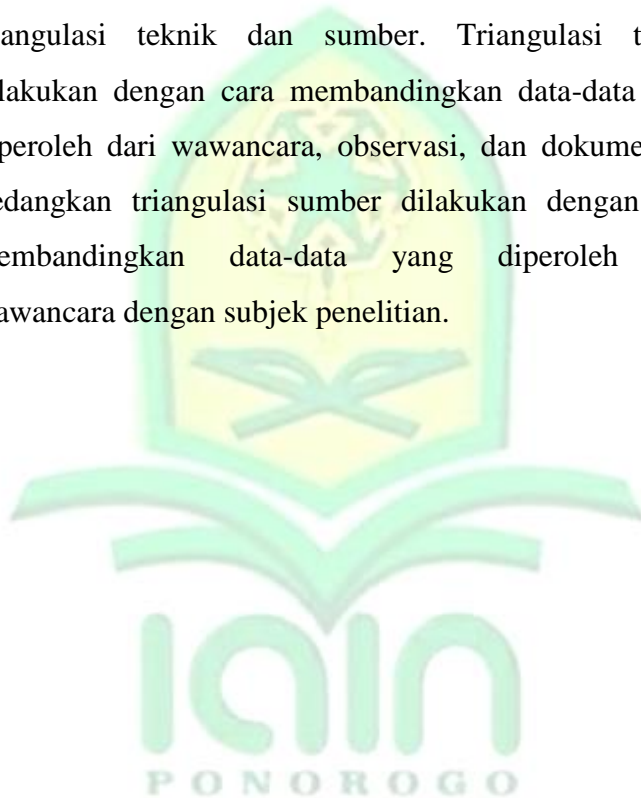 angulasi teknik dan sumber. Triangulasi t
lakukan dengan cara membandingkan data-data
peroleh dari wawancara, observasi, dan dokume
edangkan triangulasi sumber dilakukan dengan
embandingkan data-data yang diperoleh
awancara dengan subjek penelitian.
iain
PONOROGO